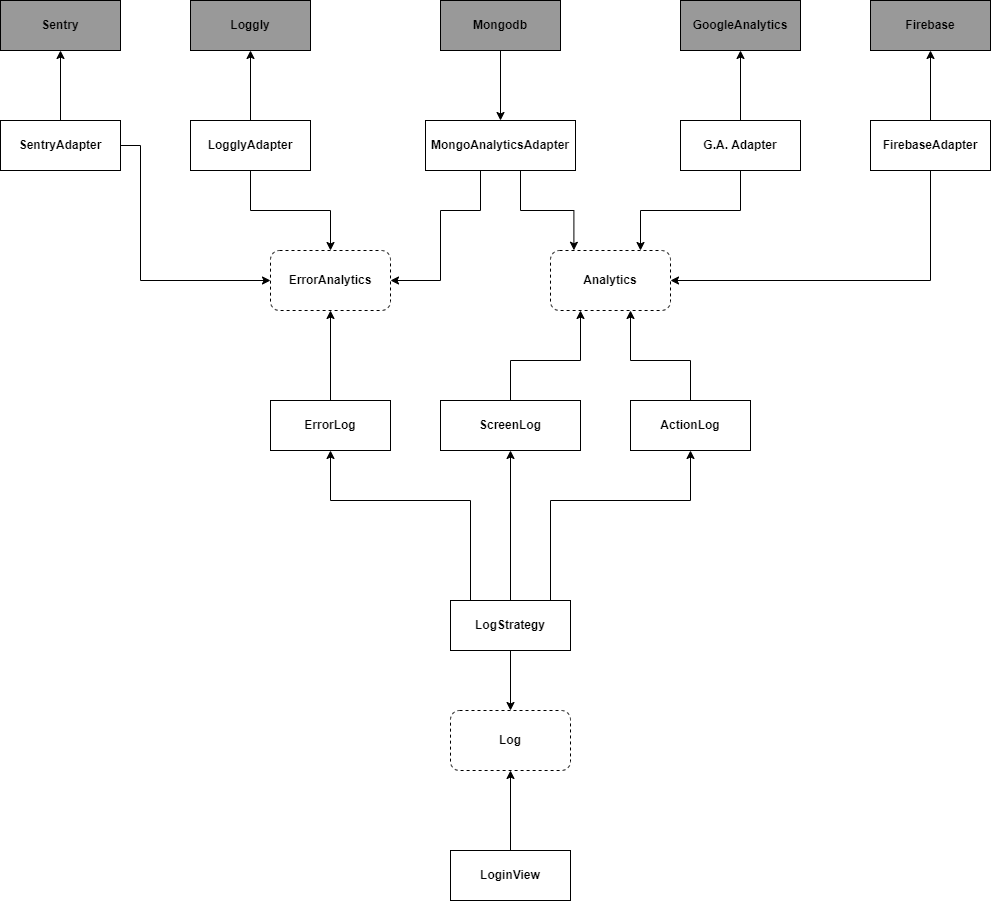 Sentry
Loggly
Mongodb
GoogleAnalytics
Firebase
SentryAdapter
LogglyAdapter
MongoAnalyticsAdapter
G.A. Adapter
FirebaseAdapter
ErrorAnalytics
Analytics
ErrorLog
ScreenLog
ActionLog
LogStrategy
Log
LoginView